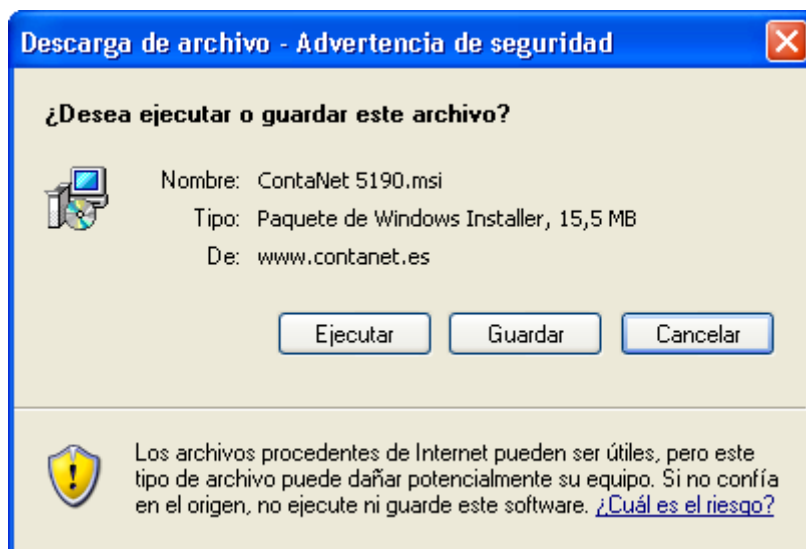 Descarga de archivo - Advertencia de seguridad
¿Desea ejecutar o guardar este archivo?
Nombre: ContaNet 5190.msi
Tipo: Paquete de Windows Installer, 15,5 MB
De: www.contanet.es
Ejecutar Guardar Cancelar
Los archivos procedentes de Internet pueden ser útiles, pero este
tipo de archivo puede dañar potencialmente su equipo. Si no confía
en el origen, no ejecute ni guarde este software. ¿Cuál es el riesgo?